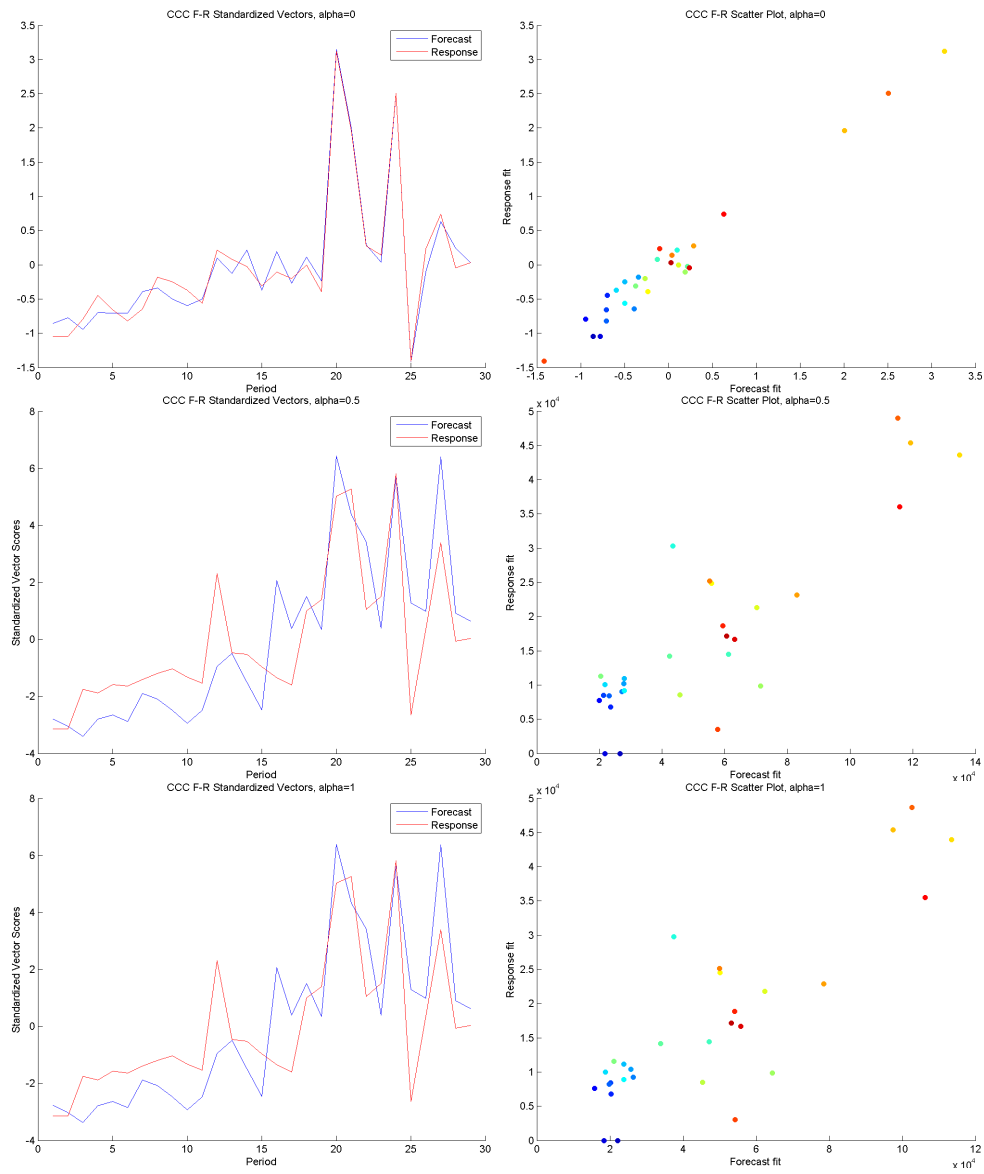 CCC F-R Standardized Vectors, alpha=0
3.5
3
2.5
2
1.5
1
0.5
0
-0.5
-1
-1.5
0 5 10 15 20 25 30
Period
Forecast
Response
CCC F-R Scatter Plot, alpha=0
Response fit
3.5
3
2.5
2
1.5
1
0.5
0
-0.5
-1
-1.5
-1.5 -1 -0.5 0 0.5 1 1.5 2 2.5 3 3.5
Forecast fit
CCC F-R Standardized Vectors, alpha=0.5
Standardized Vector Scores
8
6
4
2
0
-2
-4
0 5 10 15 20 25 30
Period
Forecast
Response
CCC F-R Scatter Plot, alpha=0.5
x 10^4
Response fit
5
4.5
4
3.5
3
2.5
2
1.5
1
0.5
0
0 2 4 6 8 10 12 14
Forecast fit
x 10^4
CCC F-R Standardized Vectors, alpha=1
Standardized Vector Scores
8
6
4
2
0
-2
-4
0 5 10 15 20 25 30
Period
Forecast
Response
CCC F-R Scatter Plot, alpha=1
x 10^4
Response fit
5
4.5
4
3.5
3
2.5
2
1.5
1
0.5
0
0 2 4 6 8 10 12
Forecast fit
x 10^4